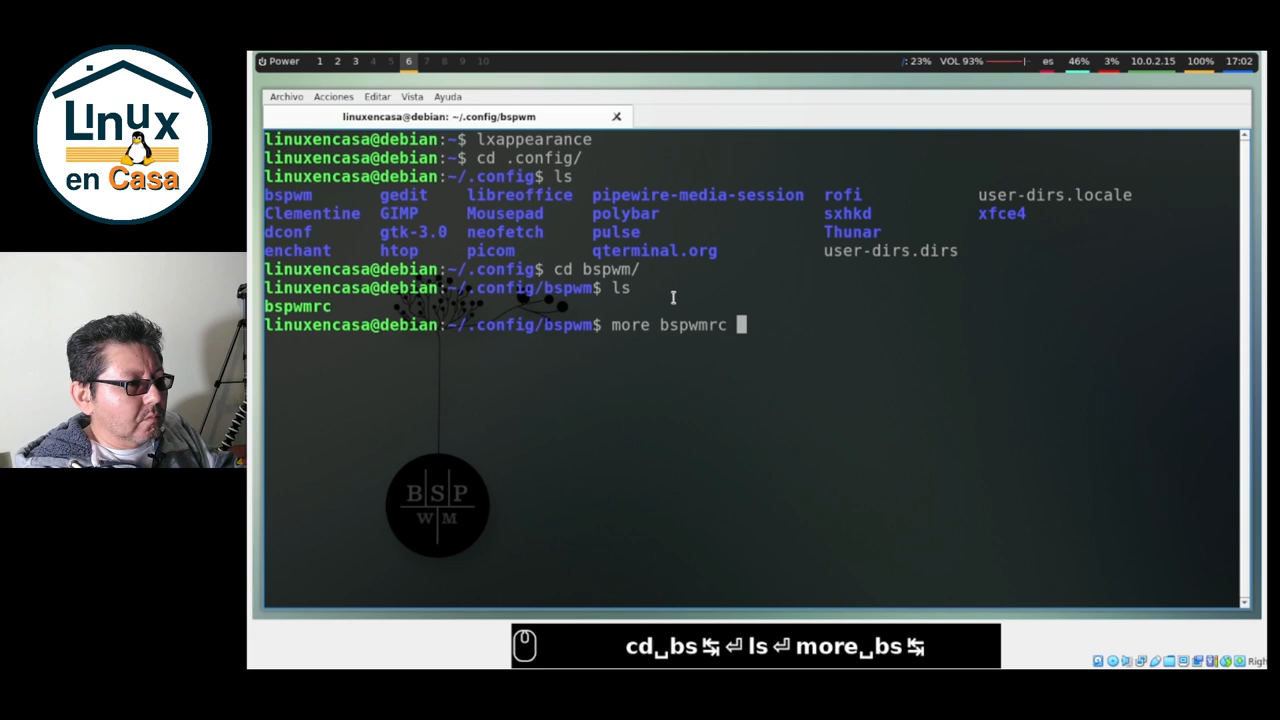 Linux
en Casa
Power 1 2 3 4 5 6 7 8 9 10 23% VOL 93% es 46% 3% 10.0.2.15 100% 17:02
Archivo Acciones Editar Vista Ayuda
linuxencasa@debian: ~/.config/bspwm X
linuxencasa@debian:~$ lxappearance
linuxencasa@debian:~$ cd .config/
linuxencasa@debian:~/.config$ ls
bspwm gedit libreoffice pipewire-media-session rofi user-dirs.locale
Clementine GIMP Mousepad polybar sxhkd xfce4
dconf gtk-3.0 neofetch pulse Thunar
enchant htop picom qterminal.org user-dirs.dirs
linuxencasa@debian:~/.config$ cd bspwm/
linuxencasa@debian:~/.config/bspwm$ ls
bspwmrc
linuxencasa@debian:~/.config/bspwm$ more bspwmrc
BSP
WM
cd␣bs↹⏎ls⏎more␣bs↹
Righ